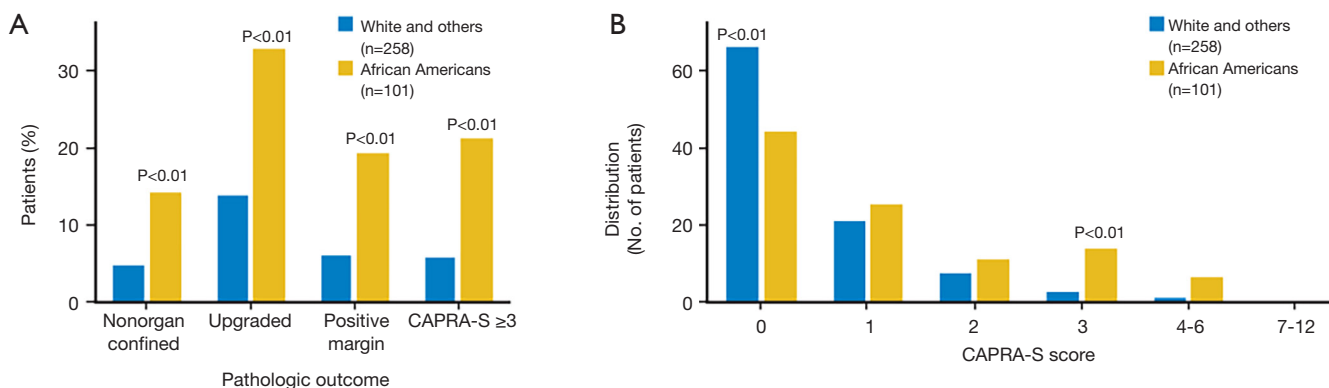 A
P<0.01
White and others
(n=258)
African Americans
(n=101)
30
P<0.01
P<0.01
20
P<0.01
10
0
Patients (%)
Nonorgan
confined
Upgraded
Positive
margin
CAPRA-S ≥3
Pathologic outcome
B
P<0.01
White and others
(n=258)
African Americans
(n=101)
60
40
20
P<0.01
0
Distribution
(No. of patients)
0 1 2 3 4-6 7-12
CAPRA-S score